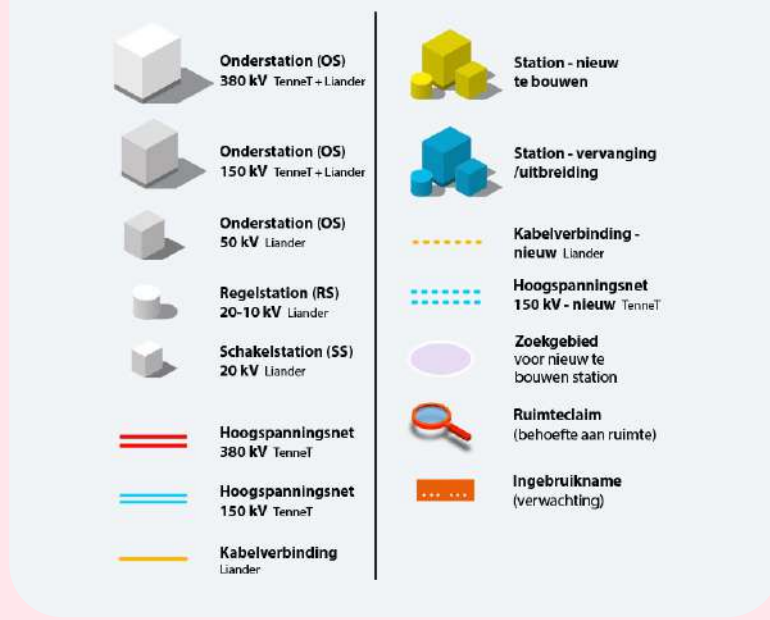 Onderstation (OS)
380 kV TenneT + Liander
Onderstation (OS)
150 kV TenneT + Liander
Onderstation (OS)
50 kV Liander
Regelstation (RS)
20-10 kV Liander
Schakelstation (SS)
20 kV Liander
Hoogspanningsnet
380 kV TenneT
Hoogspanningsnet
150 kV TenneT
Kabelverbinding
Liander
Station - nieuw
te bouwen
Station - vervanging
/uitbreiding
Kabelverbinding -
nieuw Liander
Hoogspanningsnet
150 kV - nieuw TenneT
Zoekgebied
voor nieuw te
bouwen station
Ruimteclaim
(behoefte aan ruimte)
... ...
Ingebruikname
(verwachting)